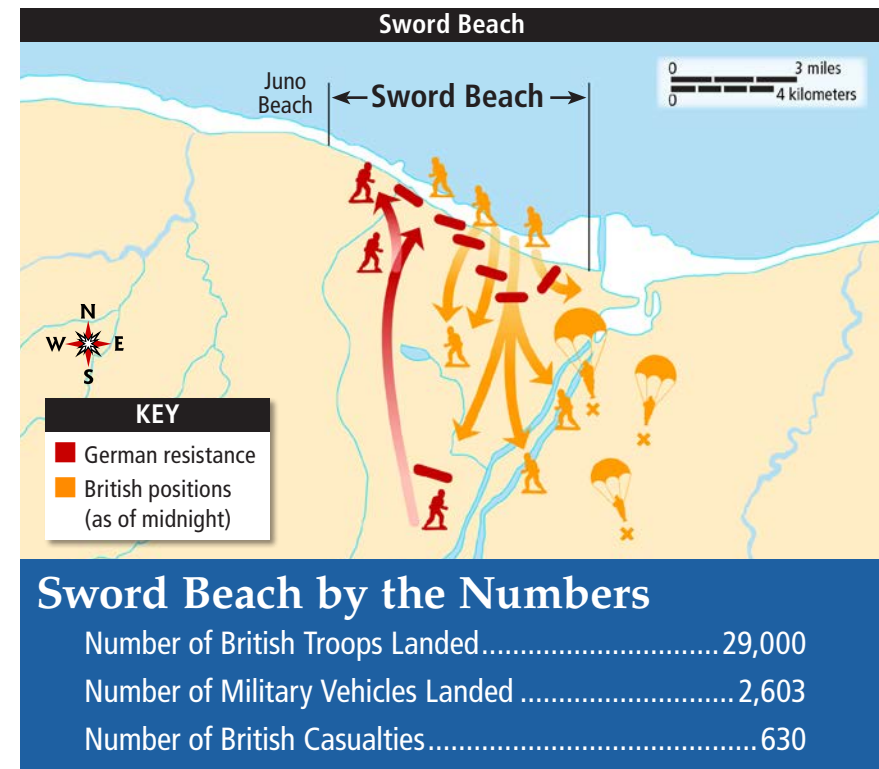 Sword Beach
Juno
Beach
Sword Beach
0 3 miles
0 4 kilometers
N
W E
S
KEY
German resistance
British positions
(as of midnight)
Sword Beach by the Numbers
Number of British Troops Landed..............................29,000
Number of Military Vehicles Landed ...........................2,603
Number of British Casualties.........................................630